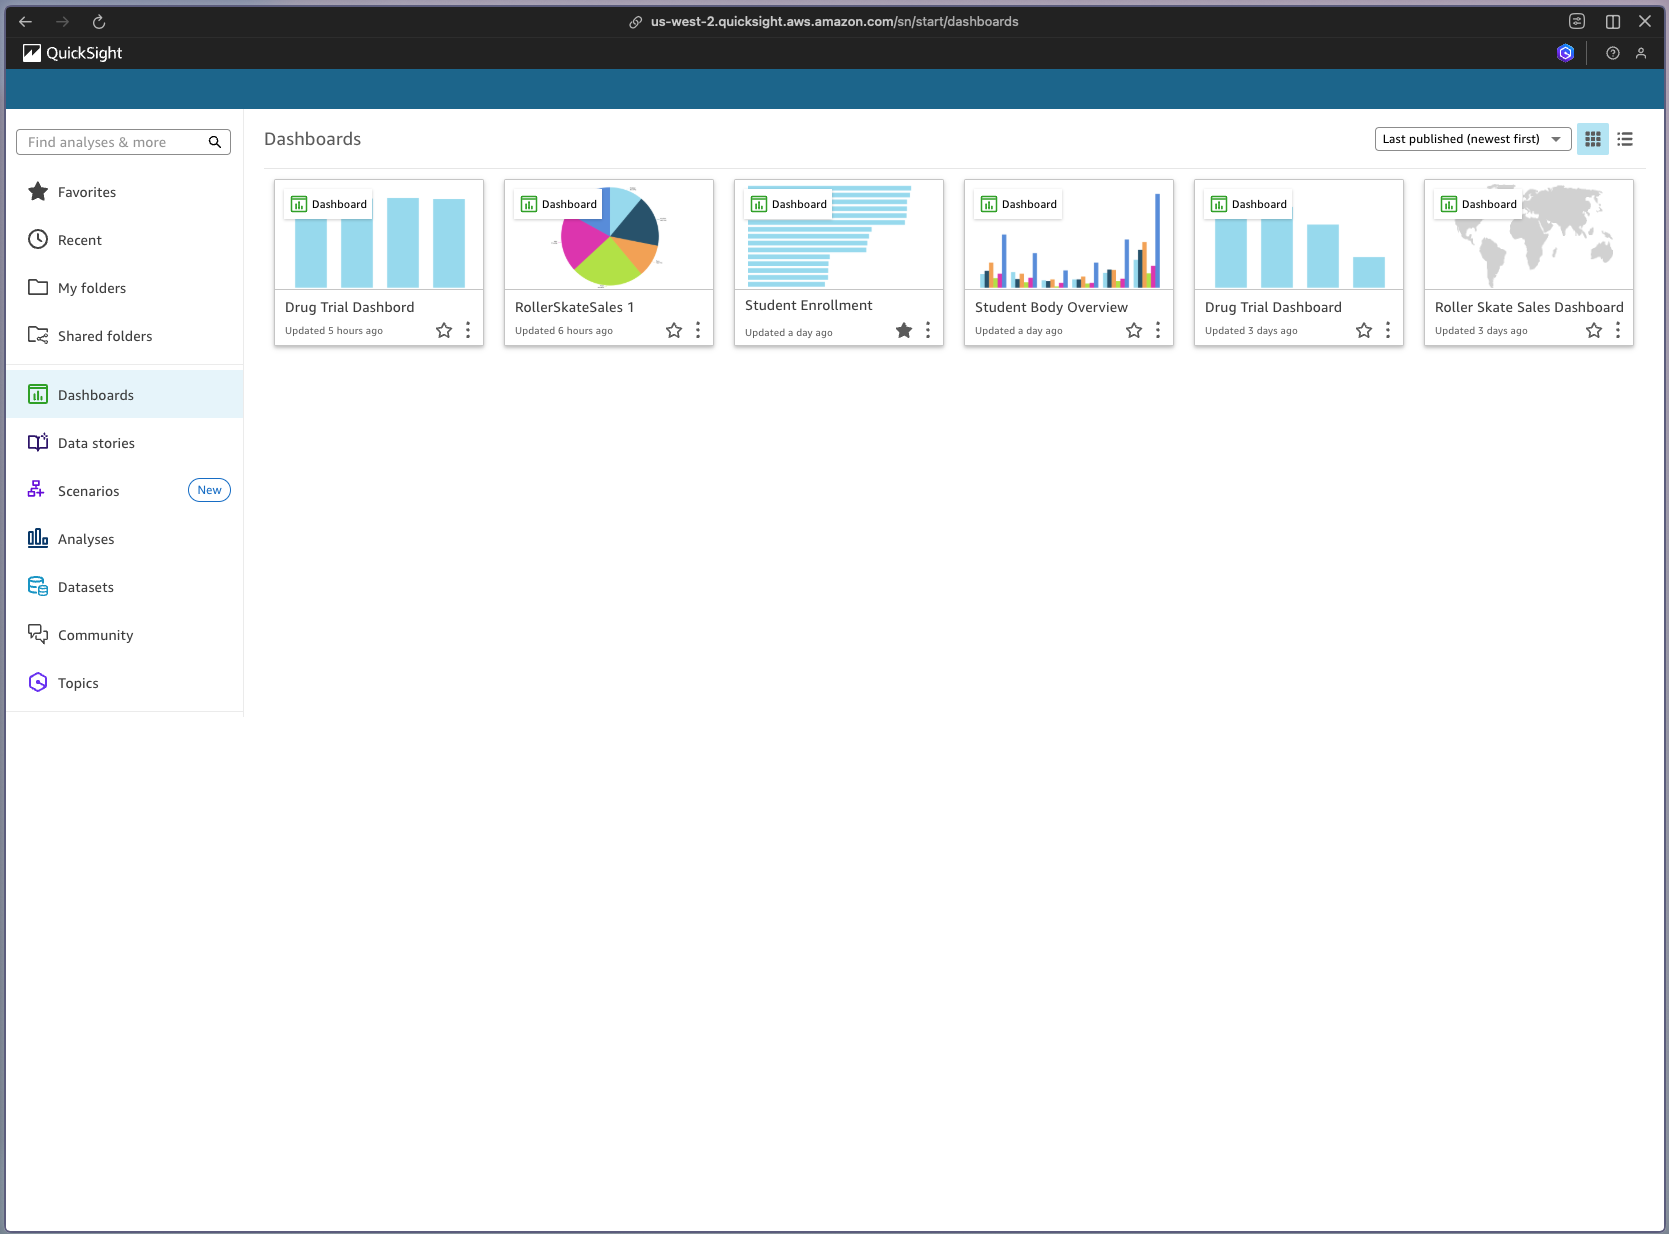 us-west-2.quicksight.aws.amazon.com/sn/start/dashboards
QuickSight
Find analyses & more
Favorites
Recent
My folders
Shared folders
Dashboards
Data stories
Scenarios
New
Analyses
Datasets
Community
Topics
Dashboards
Last published (newest first)
Dashboard
Drug Trial Dashbord
Updated 5 hours ago
Dashboard
RollerSkateSales 1
Updated 6 hours ago
Dashboard
Student Enrollment
Updated a day ago
Dashboard
Student Body Overview
Updated a day ago
Dashboard
Drug Trial Dashboard
Updated 3 days ago
Dashboard
Roller Skate Sales Dashboard
Updated 3 days ago